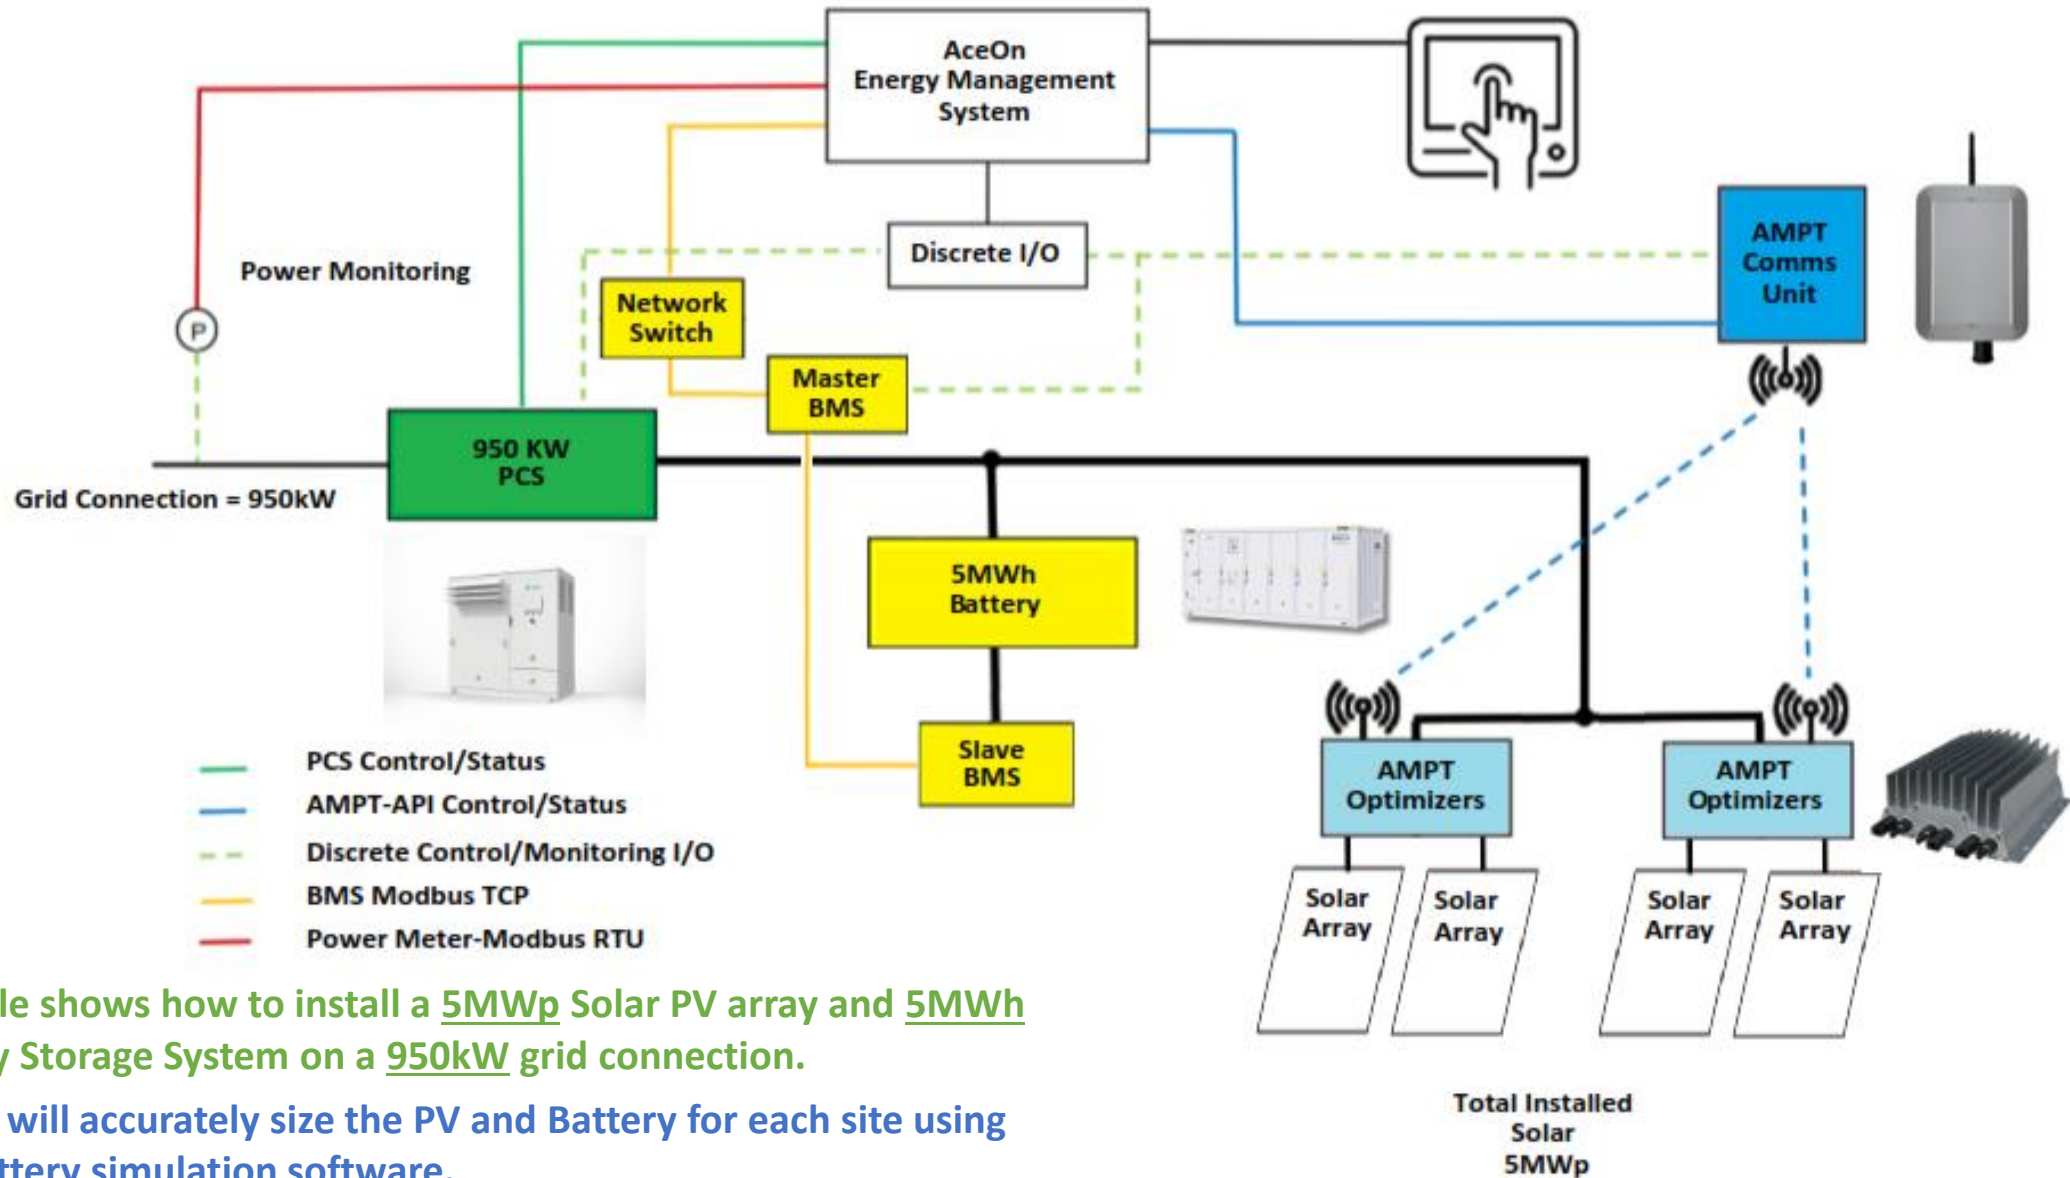 AceOn
Energy Management
System
Discrete I/O
AMPT
Comms
Unit
Power Monitoring
P
Network
Switch
Master
BMS
950 KW
PCS
Grid Connection = 950kW
5MWh
Battery
Slave
BMS
AMPT
Optimizers
AMPT
Optimizers
Solar
Array
Solar
Array
Solar
Array
Solar
Array
PCS Control/Status
AMPT-API Control/Status
Discrete Control/Monitoring I/O
BMS Modbus TCP
Power Meter-Modbus RTU
le shows how to install a 5MWp Solar PV array and 5MWh
y Storage System on a 950kW grid connection.
will accurately size the PV and Battery for each site using
ttery simulation software.
Total Installed
Solar
5MWp